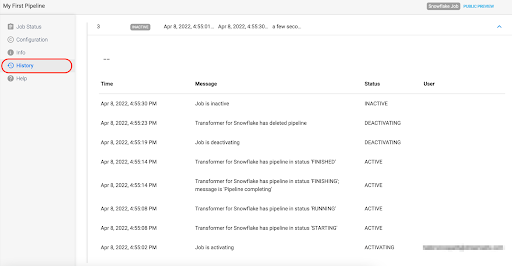 My First Pipeline
Snowflake Job PUBLIC PREVIEW
Job Status
Configuration
Info
History
Help
INACTIVE Apr 8, 2022, 4:55:01... Apr 8, 2022, 4:55:30... a few seco...
--
Time Message Status User
Apr 8, 2022, 4:55:30 PM Job is inactive INACTIVE
Apr 8, 2022, 4:55:23 PM Transformer for Snowflake has deleted pipeline DEACTIVATING
Apr 8, 2022, 4:55:19 PM Job is deactivating DEACTIVATING
Apr 8, 2022, 4:55:14 PM Transformer for Snowflake has pipeline in status 'FINISHED' ACTIVE
Apr 8, 2022, 4:55:14 PM Transformer for Snowflake has pipeline in status 'FINISHING'; ACTIVE
message is 'Pipeline completing'
Apr 8, 2022, 4:55:08 PM Transformer for Snowflake has pipeline in status 'RUNNING' ACTIVE
Apr 8, 2022, 4:55:08 PM Transformer for Snowflake has pipeline in status 'STARTING' ACTIVE
Apr 8, 2022, 4:55:02 PM Job is activating ACTIVATING